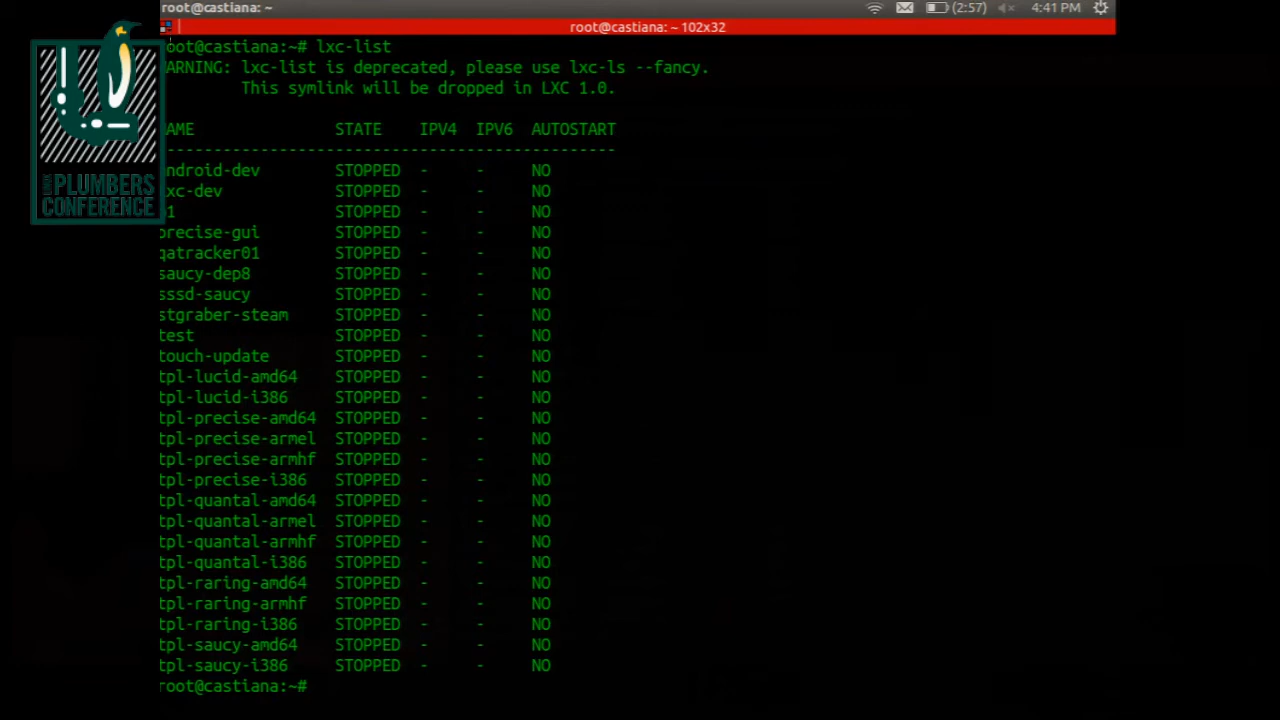 root@castiana: ~
(2:57) 4:41 PM
root@castiana: ~ 102x32
LINUX
PLUMBERS
CONFERENCE
oot@castiana:~# lxc-list
ARNING: lxc-list is deprecated, please use lxc-ls --fancy.
This symlink will be dropped in LXC 1.0.
AME STATE IPV4 IPV6 AUTOSTART
-------------------------------------------------
ndroid-dev STOPPED - - NO
xc-dev STOPPED - - NO
1 STOPPED - - NO
precise-gui STOPPED - - NO
qatracker01 STOPPED - - NO
saucy-dep8 STOPPED - - NO
sssd-saucy STOPPED - - NO
stgraber-steam STOPPED - - NO
test STOPPED - - NO
touch-update STOPPED - - NO
tpl-lucid-amd64 STOPPED - - NO
tpl-lucid-i386 STOPPED - - NO
tpl-precise-amd64 STOPPED - - NO
tpl-precise-armel STOPPED - - NO
tpl-precise-armhf STOPPED - - NO
tpl-precise-i386 STOPPED - - NO
tpl-quantal-amd64 STOPPED - - NO
tpl-quantal-armel STOPPED - - NO
tpl-quantal-armhf STOPPED - - NO
tpl-quantal-i386 STOPPED - - NO
tpl-raring-amd64 STOPPED - - NO
tpl-raring-armhf STOPPED - - NO
tpl-raring-i386 STOPPED - - NO
tpl-saucy-amd64 STOPPED - - NO
tpl-saucy-i386 STOPPED - - NO
root@castiana:~#